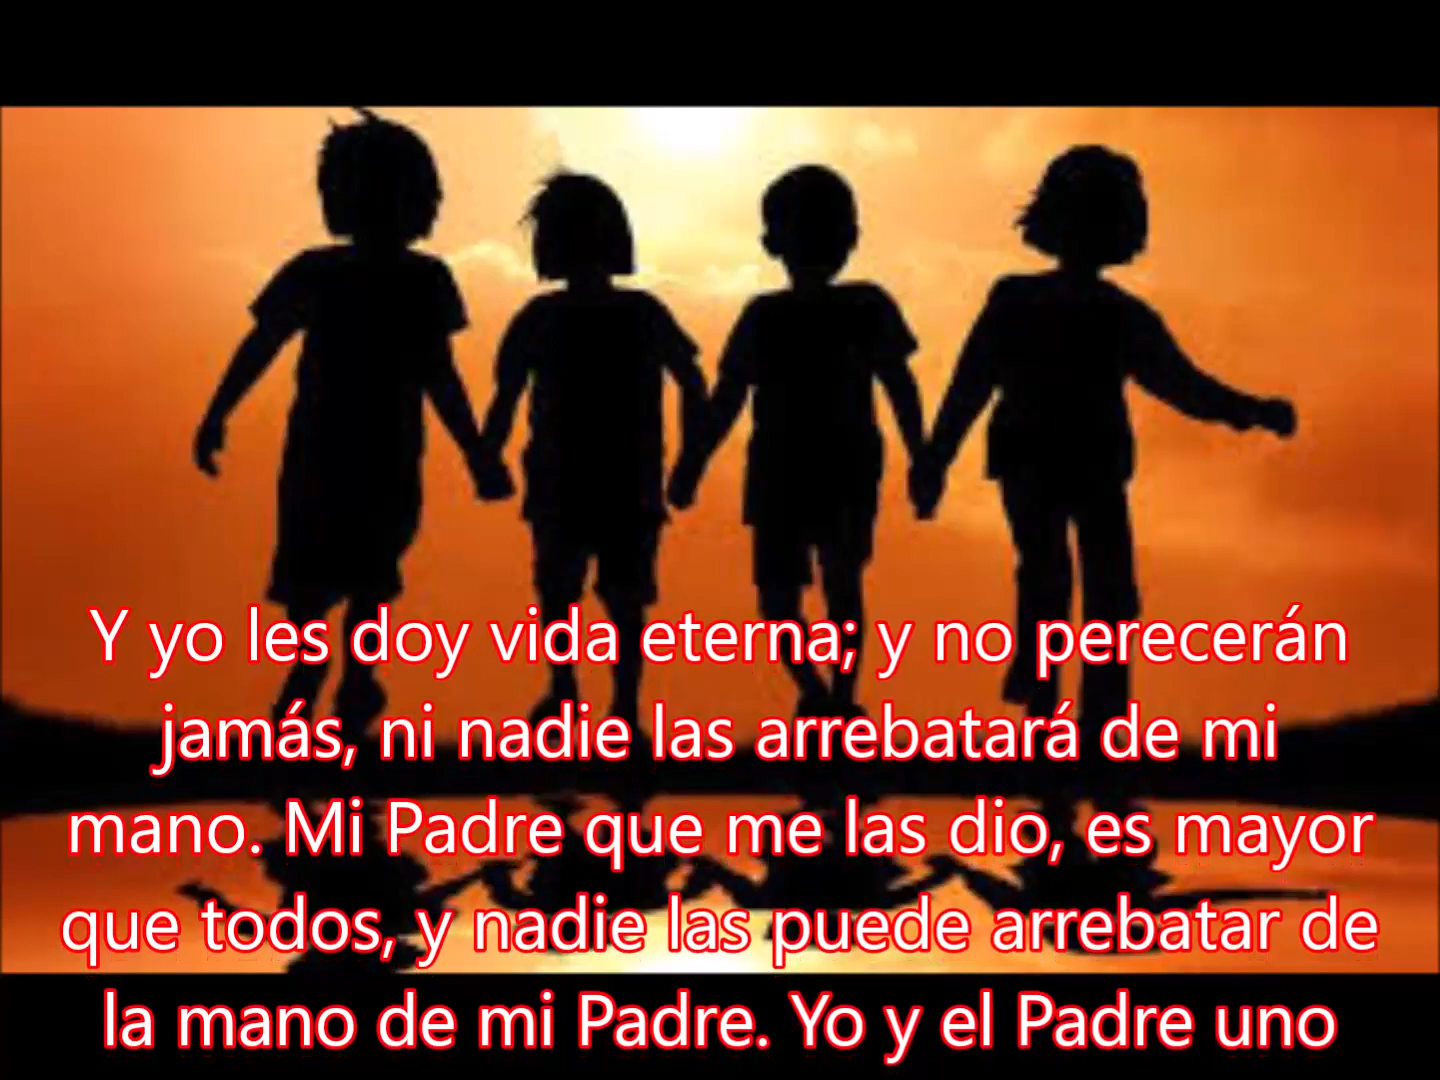 Y yo les doy vida eterna; y no perecerán
jamás, ni nadie las arrebatará de mi
mano. Mi Padre que me las dio, es mayor
que todos, y nadie las puede arrebatar de
la mano de mi Padre. Yo y el Padre uno